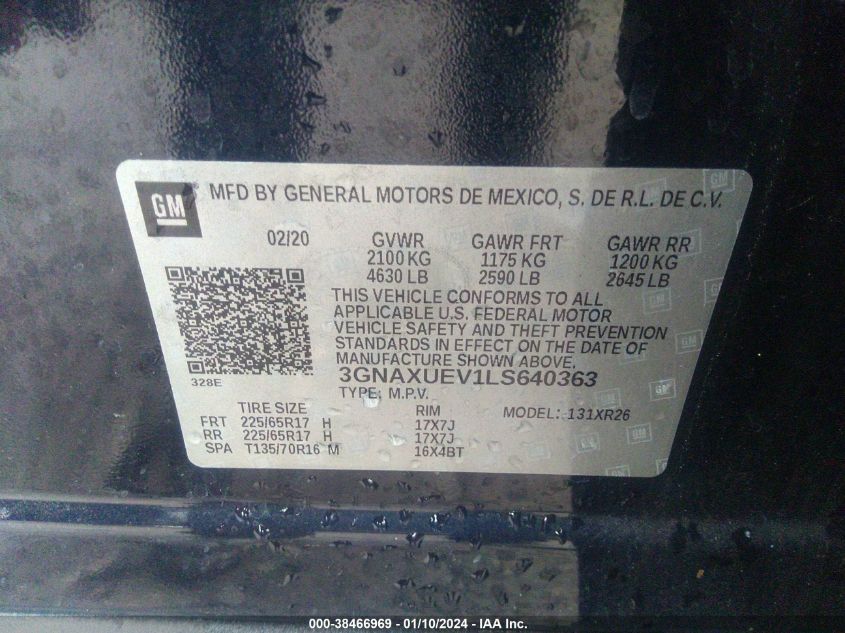 GM MFD BY GENERAL MOTORS DE MEXICO, S. DE R.L. DE C.V.
02/20 GVWR GAWR FRT GAWR RR
2100 KG 1175 KG 1200 KG
4630 LB 2590 LB 2645 LB
THIS VEHICLE CONFORMS TO ALL
APPLICABLE U.S. FEDERAL MOTOR
VEHICLE SAFETY AND THEFT PREVENTION
STANDARDS IN EFFECT ON THE DATE OF
MANUFACTURE SHOWN ABOVE.
328E 3GNAXUEV1LS640363
TYPE: M.P.V.
TIRE SIZE RIM MODEL: 131XR26
FRT 225/65R17 H 17X7J
RR 225/65R17 H 17X7J
SPA T135/70R16 M 16X4BT
000-38466969 — 01/10/2024 - IAA Inc.